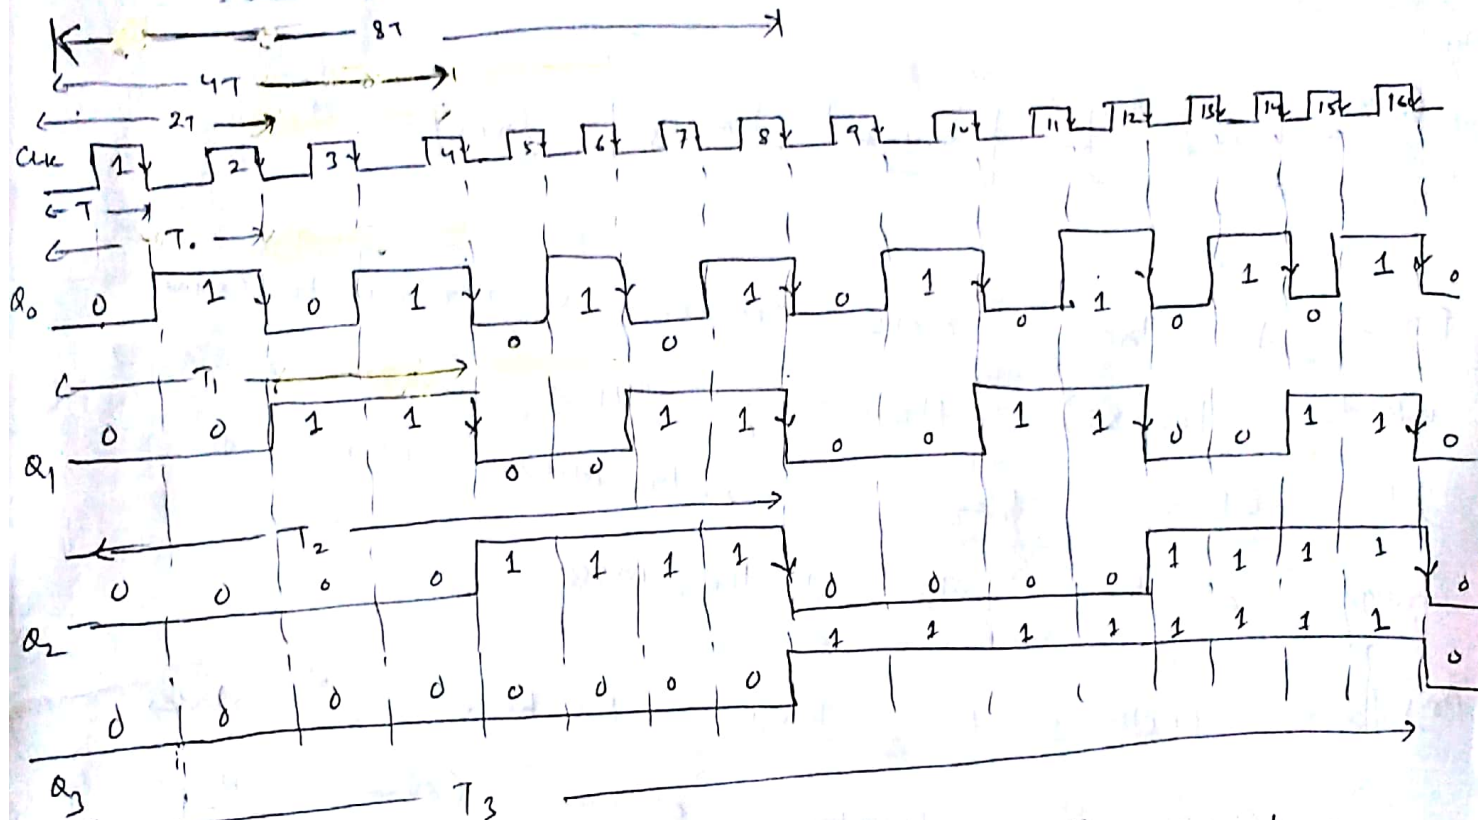 8T
4T
2T
Clk 1 2 3 4 5 6 7 8 9 10 11 12 13 14 15 16
T
T₀
Q₀ 0 1 0 1 0 1 0 1 0 1 0 1 0 1 0 1 0
T₁
Q₁ 0 0 1 1 0 0 1 1 0 0 1 1 0 0 1 1 0
T₂
Q₂ 0 0 0 0 1 1 1 1 0 0 0 0 1 1 1 1 0
Q₃ 0 0 0 0 0 0 0 0 1 1 1 1 1 1 1 1 0
T₃